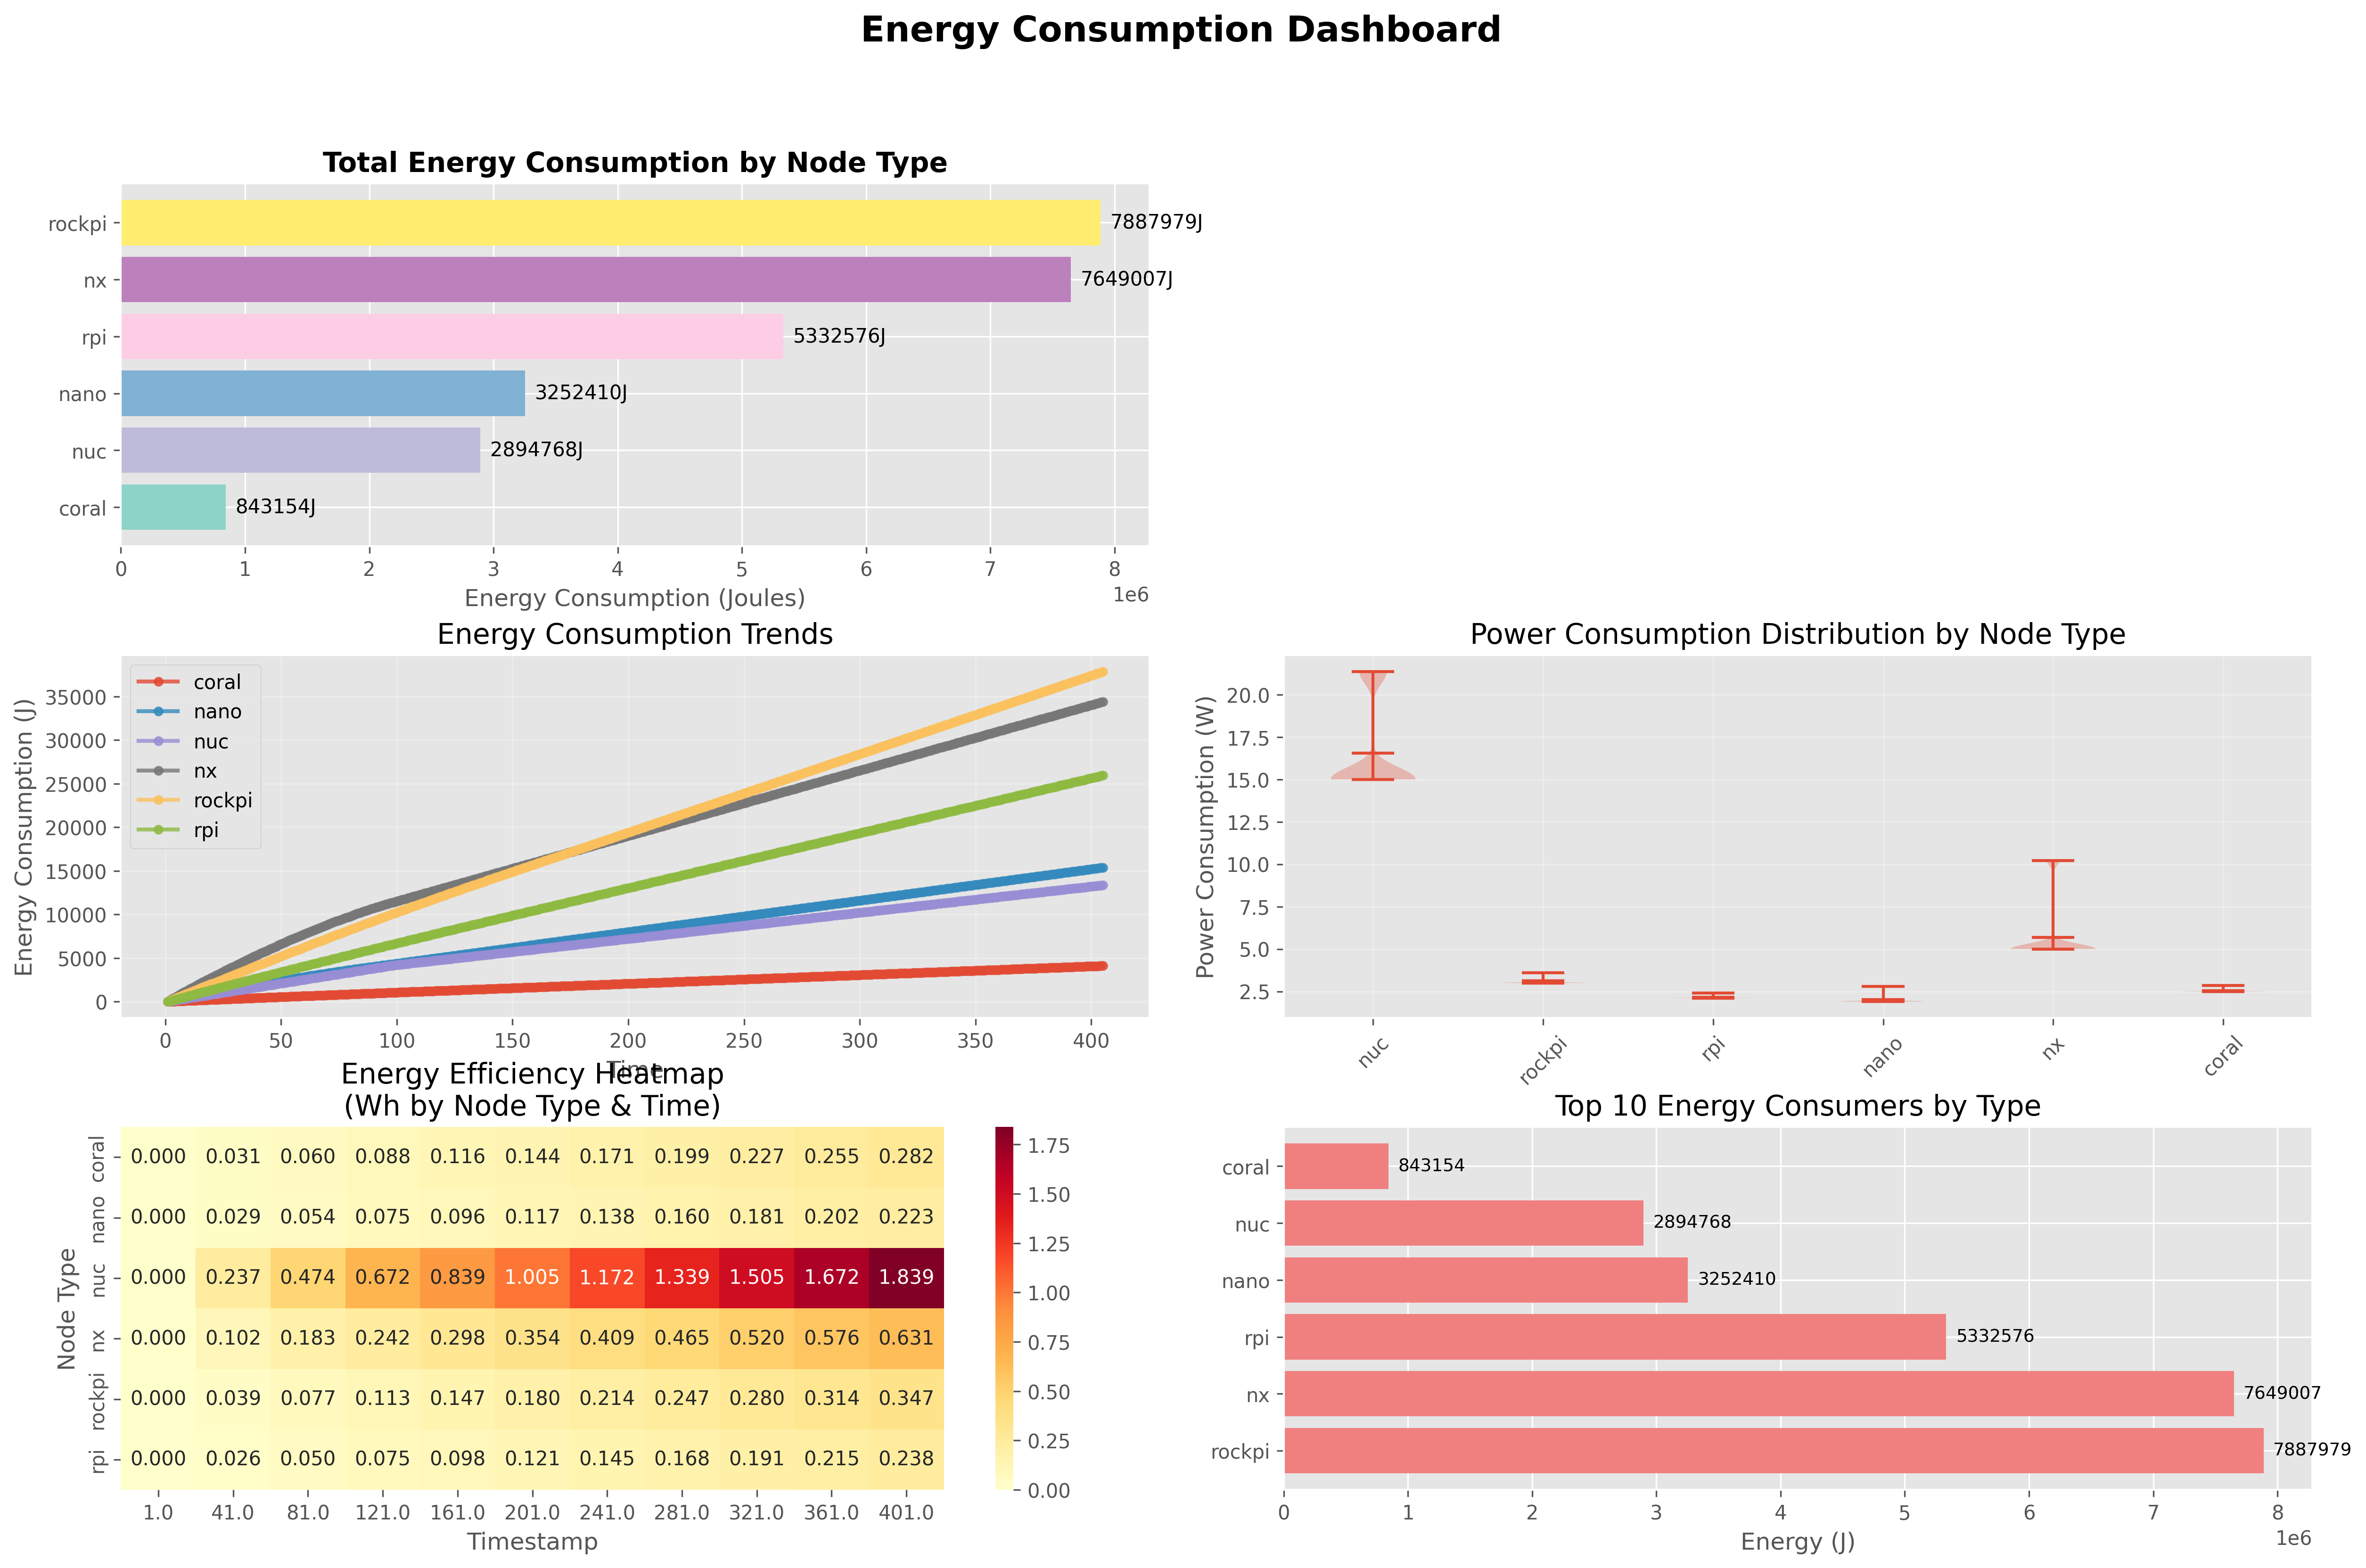 Energy Consumption Dashboard
Total Energy Consumption by Node Type
rockpi
7887979J
nx
7649007J
rpi
5332576J
nano
3252410J
nuc
2894768J
coral
843154J
0 1 2 3 4 5 6 7 8
1e6
Energy Consumption (Joules)
Energy Consumption Trends
Energy Consumption (J)
35000
30000
25000
20000
15000
10000
5000
0
coral
nano
nuc
nx
rockpi
rpi
0 50 100 150 200 250 300 350 400
Time
Power Consumption Distribution by Node Type
Power Consumption (W)
20.0
17.5
15.0
12.5
10.0
7.5
5.0
2.5
nuc rockpi rpi nano nx coral
Energy Efficiency Heatmap
(Wh by Node Type & Time)
Node Type
coral 0.000 0.031 0.060 0.088 0.116 0.144 0.171 0.199 0.227 0.255 0.282
nano 0.000 0.029 0.054 0.075 0.096 0.117 0.138 0.160 0.181 0.202 0.223
nuc 0.000 0.237 0.474 0.672 0.839 1.005 1.172 1.339 1.505 1.672 1.839
nx 0.000 0.102 0.183 0.242 0.298 0.354 0.409 0.465 0.520 0.576 0.631
rockpi 0.000 0.039 0.077 0.113 0.147 0.180 0.214 0.247 0.280 0.314 0.347
rpi 0.000 0.026 0.050 0.075 0.098 0.121 0.145 0.168 0.191 0.215 0.238
1.0 41.0 81.0 121.0 161.0 201.0 241.0 281.0 321.0 361.0 401.0
Timestamp
1.75
1.50
1.25
1.00
0.75
0.50
0.25
0.00
Top 10 Energy Consumers by Type
coral
843154
nuc
2894768
nano
3252410
rpi
5332576
nx
7649007
rockpi
7887979
0 1 2 3 4 5 6 7 8
1e6
Energy (J)